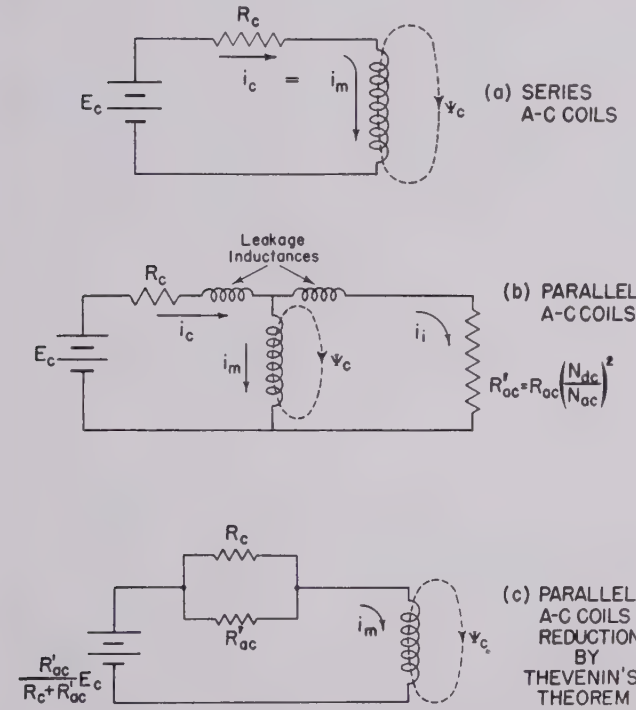 R_c
i_c = i_m
E_c
Ψ_c
(a) SERIES
A-C COILS
Leakage
Inductances
R_c
i_c
E_c
i_m
Ψ_c
i_i
(b) PARALLEL
A-C COILS
R'_ac = R_ac (N_dc/N_ac)^2
R_c
R'_ac
i_m
Ψ_c
R'_ac/(R_c+R'_ac) E_c
(c) PARALLEL
A-C COILS
REDUCTION
BY
THEVENIN'S
THEOREM